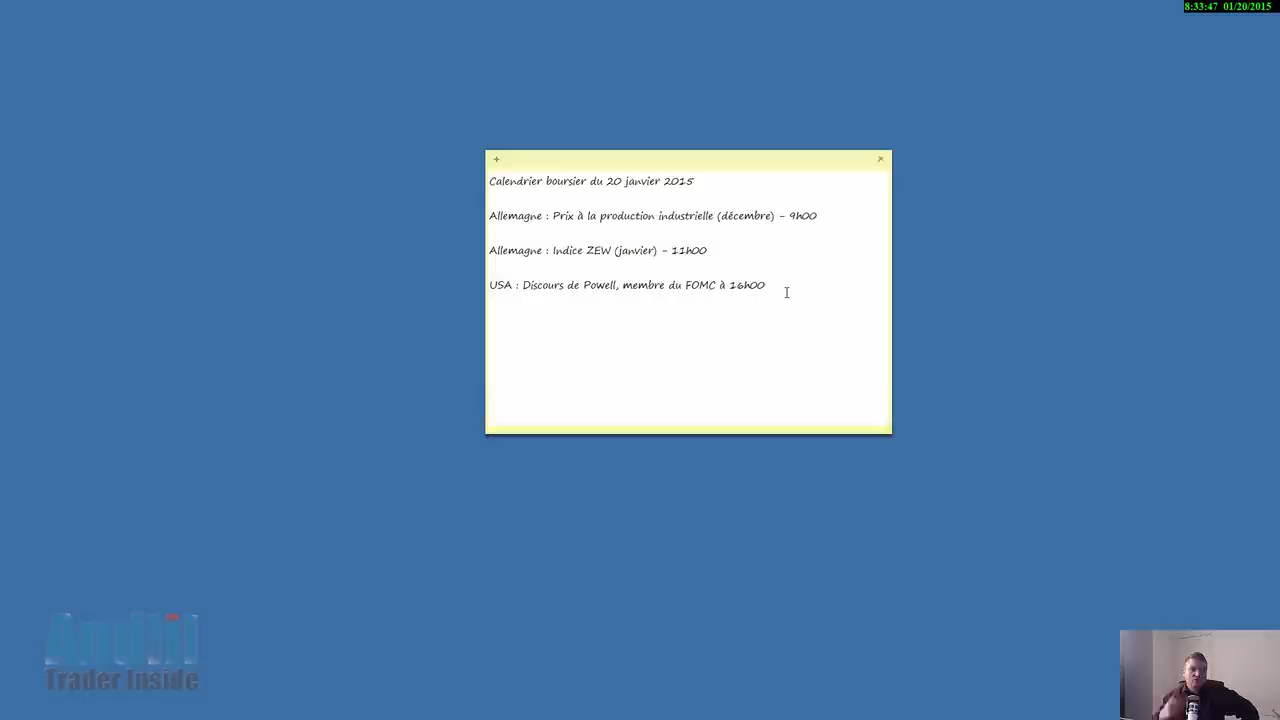 8:33:47 01/20/2015
Calendrier boursier du 20 janvier 2015
Allemagne : Prix à la production industrielle (décembre) - 9h00
Allemagne : Indice ZEW (janvier) - 11h00
USA : Discours de Powell, membre du FOMC à 16h00
Andlil
Trader Inside